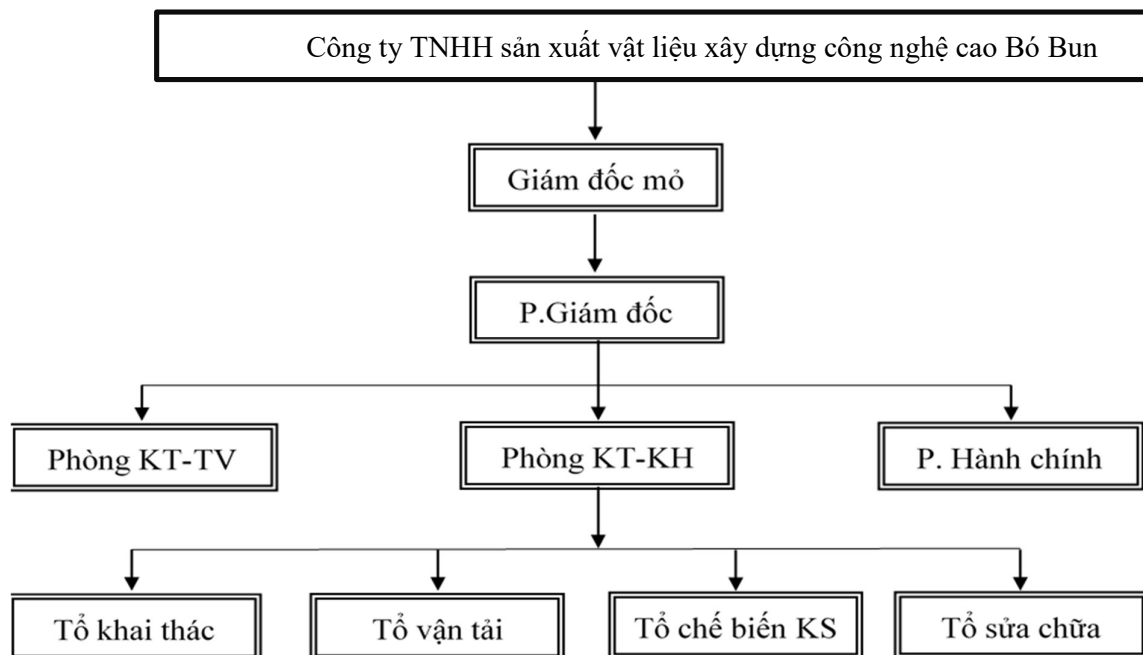 Công ty TNHH sản xuất vật liệu xây dựng công nghệ cao Bó Bun
Giám đốc mỏ
P.Giám đốc
Phòng KT-TV
Phòng KT-KH
P. Hành chính
Tổ khai thác
Tổ vận tải
Tổ chế biến KS
Tổ sửa chữa